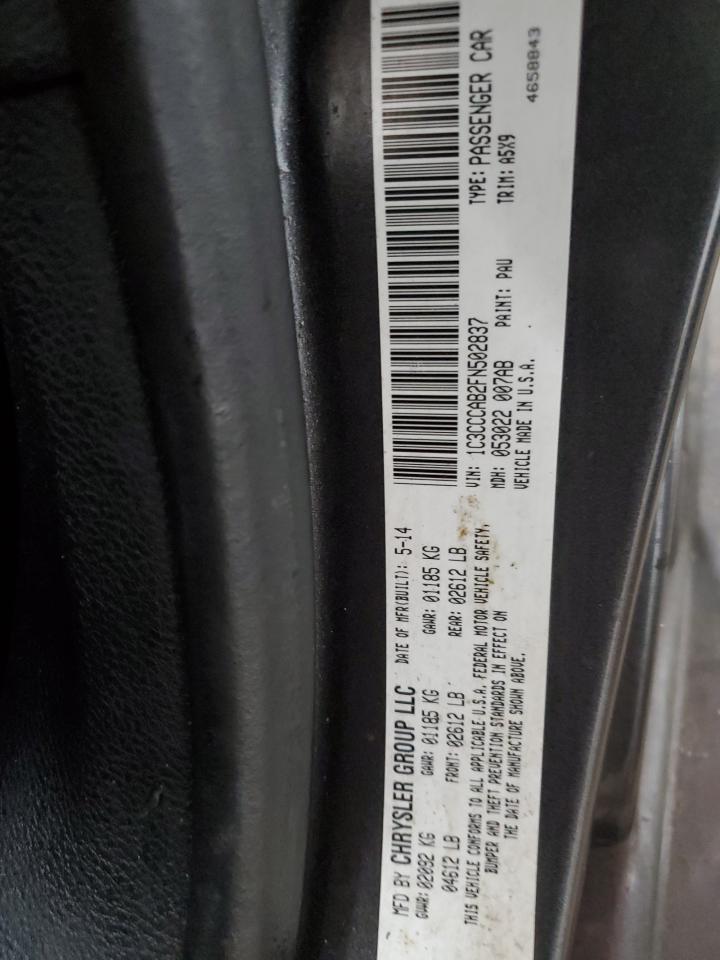 MFD BY CHRYSLER GROUP LLC DATE OF MFR(BUILT): 5-14
GVWR: 02092 KG GAWR: 01185 KG GAWR: 01185 KG
04612 LB FRONT: 02612 LB REAR: 02612 LB
THIS VEHICLE CONFORMS TO ALL APPLICABLE U.S.A. FEDERAL MOTOR VEHICLE SAFETY,
BUMPER AND THEFT PREVENTION STANDARDS IN EFFECT ON
THE DATE OF MANUFACTURE SHOWN ABOVE.
VIN: 1C3CCCAB2FN502837 TYPE: PASSENGER CAR
MDH: 053022 007AB PAINT: PAU TRIM: A5X9
VEHICLE MADE IN U.S.A.
4658843